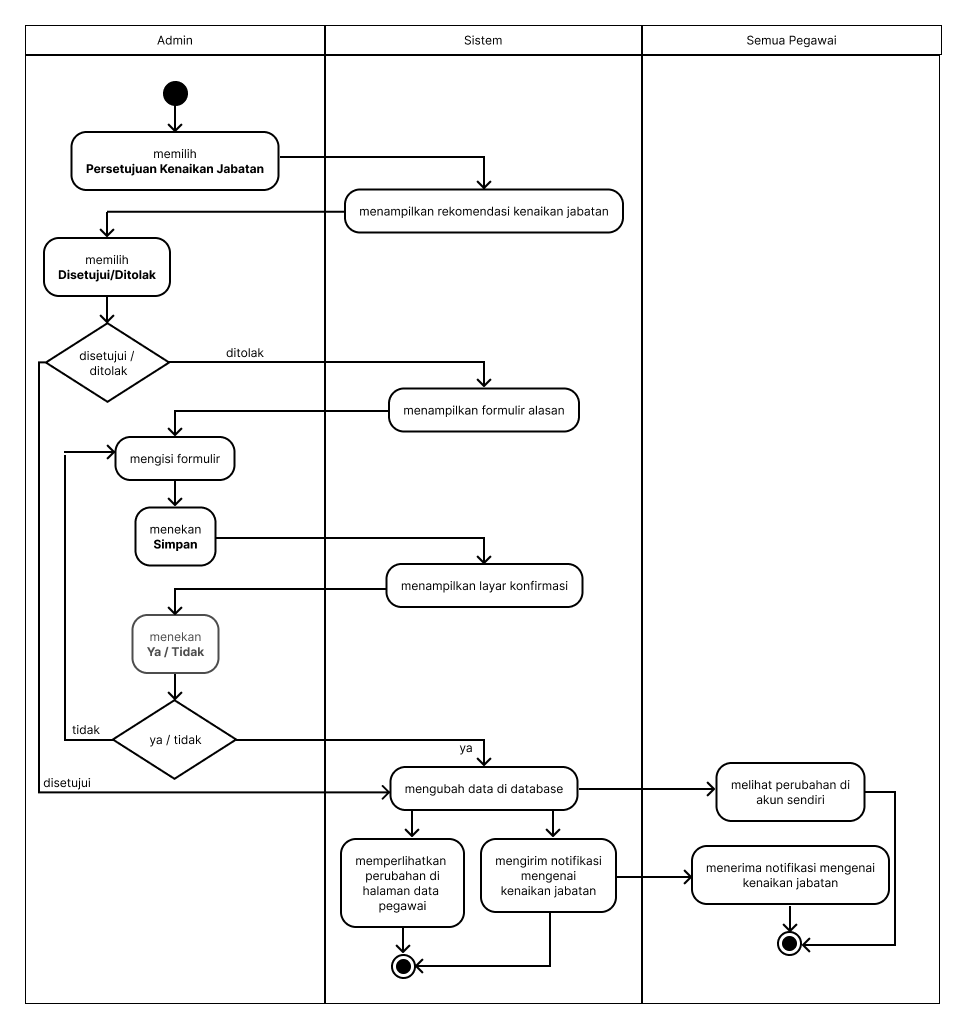 Admin
Sistem
Semua Pegawai
memilih
Persetujuan Kenaikan Jabatan
menampilkan rekomendasi kenaikan jabatan
memilih
Disetujui/Ditolak
disetujui /
ditolak
ditolak
menampilkan formulir alasan
mengisi formulir
menekan
Simpan
menampilkan layar konfirmasi
menekan
Ya / Tidak
tidak
ya / tidak
ya
disetujui
mengubah data di database
melihat perubahan di
akun sendiri
memperlihatkan
perubahan di
halaman data
pegawai
mengirim notifikasi
mengenai
kenaikan jabatan
menerima notifikasi mengenai
kenaikan jabatan